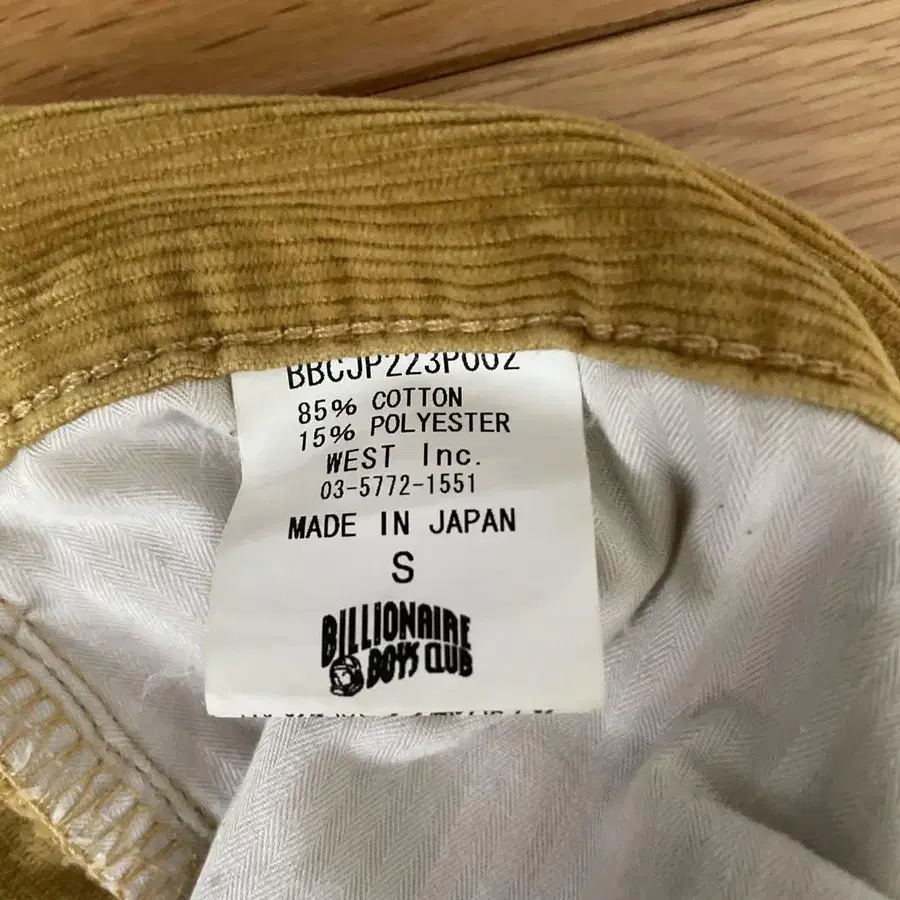 BBCJP223P002
85% COTTON
15% POLYESTER
WEST Inc.
03-5772-1551
MADE IN JAPAN
S
BILLIONAIRE
BOYS CLUB